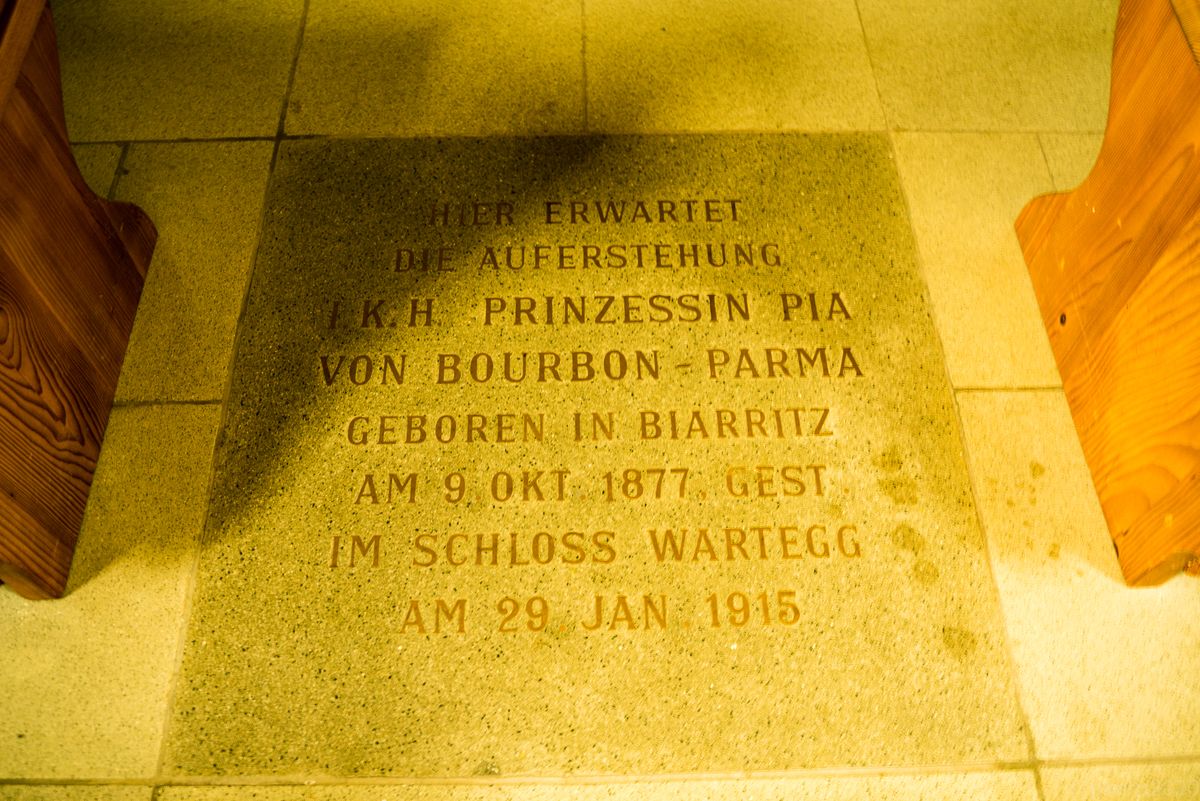 HIER ERWARTET
DIE AUFERSTEHUNG
I.K.H. PRINZESSIN PIA
VON BOURBON-PARMA
GEBOREN IN BIARRITZ
AM 9. OKT. 1877. GEST.
IM SCHLOSS WARTEGG
AM 29. JAN. 1915